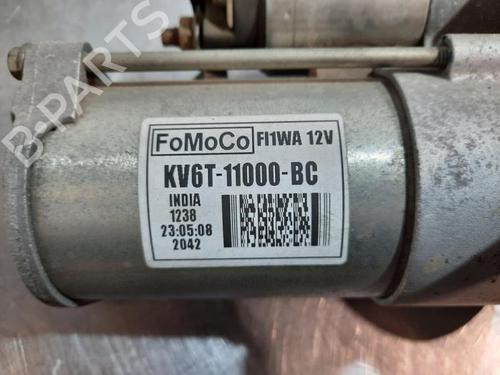 B-PARTS
FoMoCo FI1WA 12V
KV6T-11000-BC
INDIA
1238
23:05:08
2042